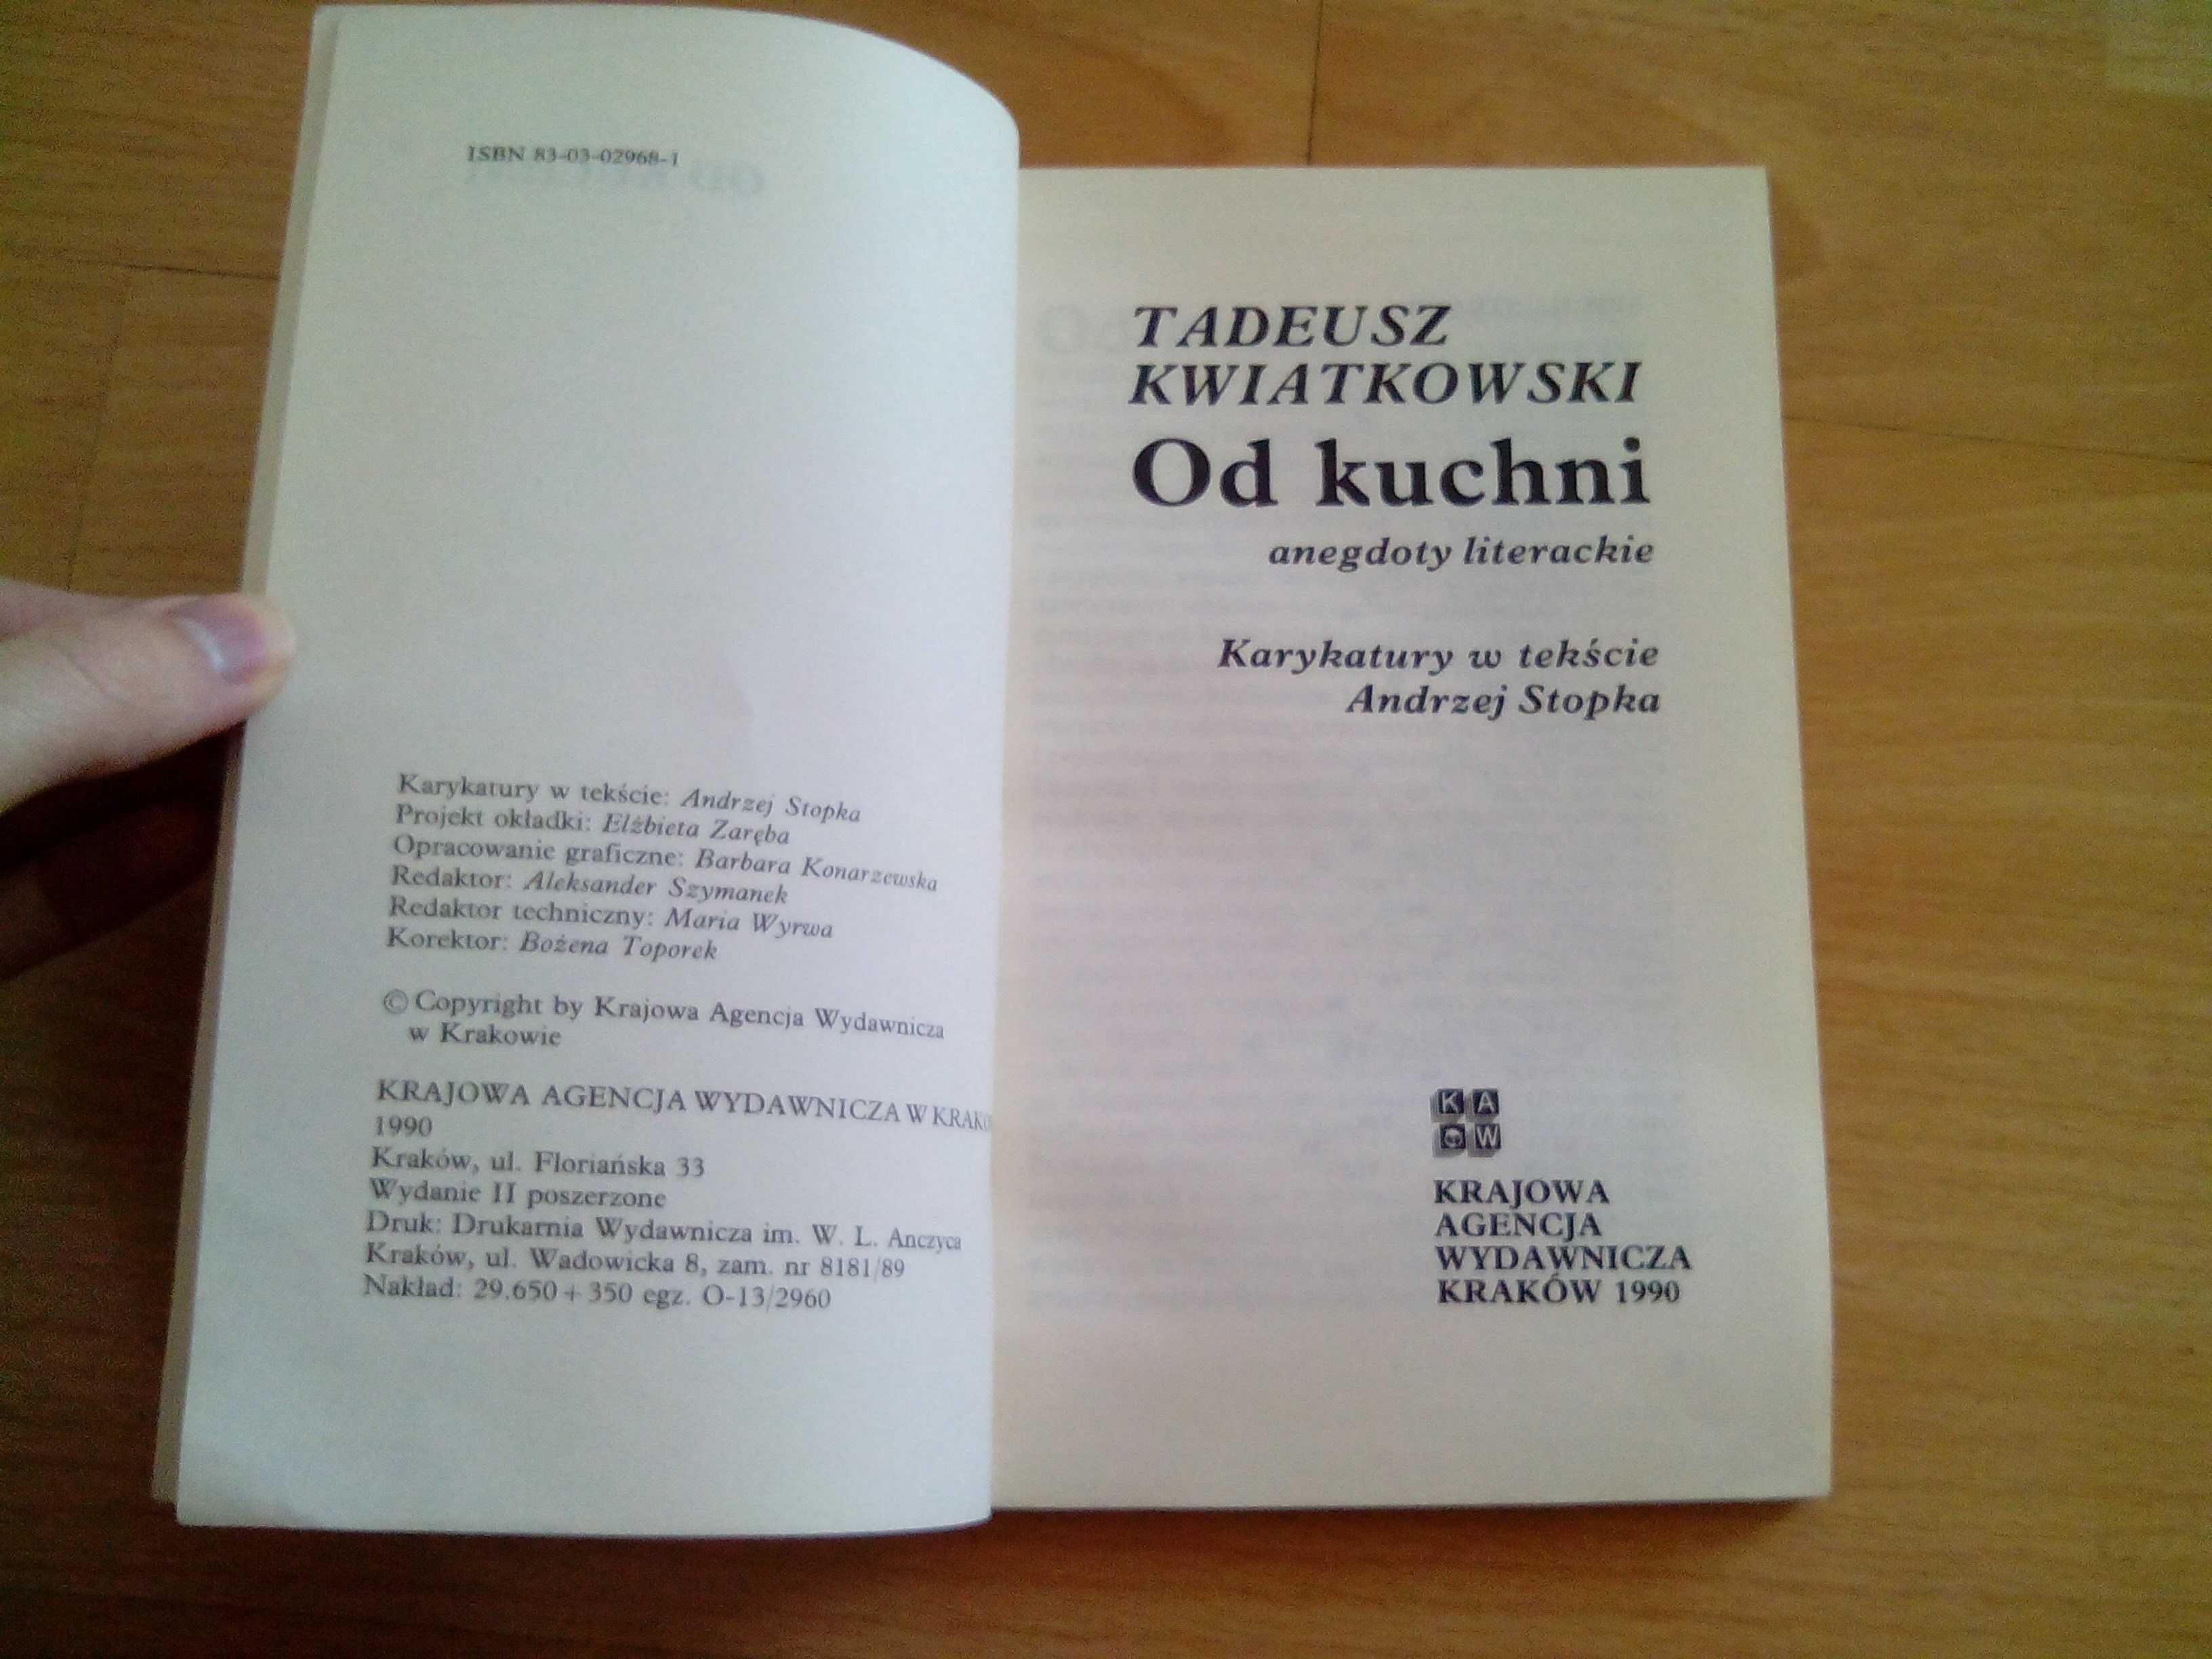 ISBN 83-03-02968-1
Karykatury w tekście: Andrzej Stopka
Projekt okładki: Elżbieta Zaręba
Opracowanie graficzne: Barbara Konarzewska
Redaktor: Aleksander Szymanek
Redaktor techniczny: Maria Wyrwa
Korektor: Bożena Toporek
© Copyright by Krajowa Agencja Wydawnicza
w Krakowie
KRAJOWA AGENCJA WYDAWNICZA W
1990
Kraków, ul. Floriańska 33
Wydanie II poszerzone
Druk: Drukarnia Wydawnicza im. W. L. Anczyca
Kraków, ul. Wadowicka 8, zam. nr 8181/89
Nakład: 29.650 + 350 egz. O-13/2960
TADEUSZ
KWIATKOWSKI
Od kuchni
anegdoty literackie
Karykatury w tekście
Andrzej Stopka
K A
W
KRAJOWA
AGENCJA
WYDAWNICZA
KRAKÓW 1990